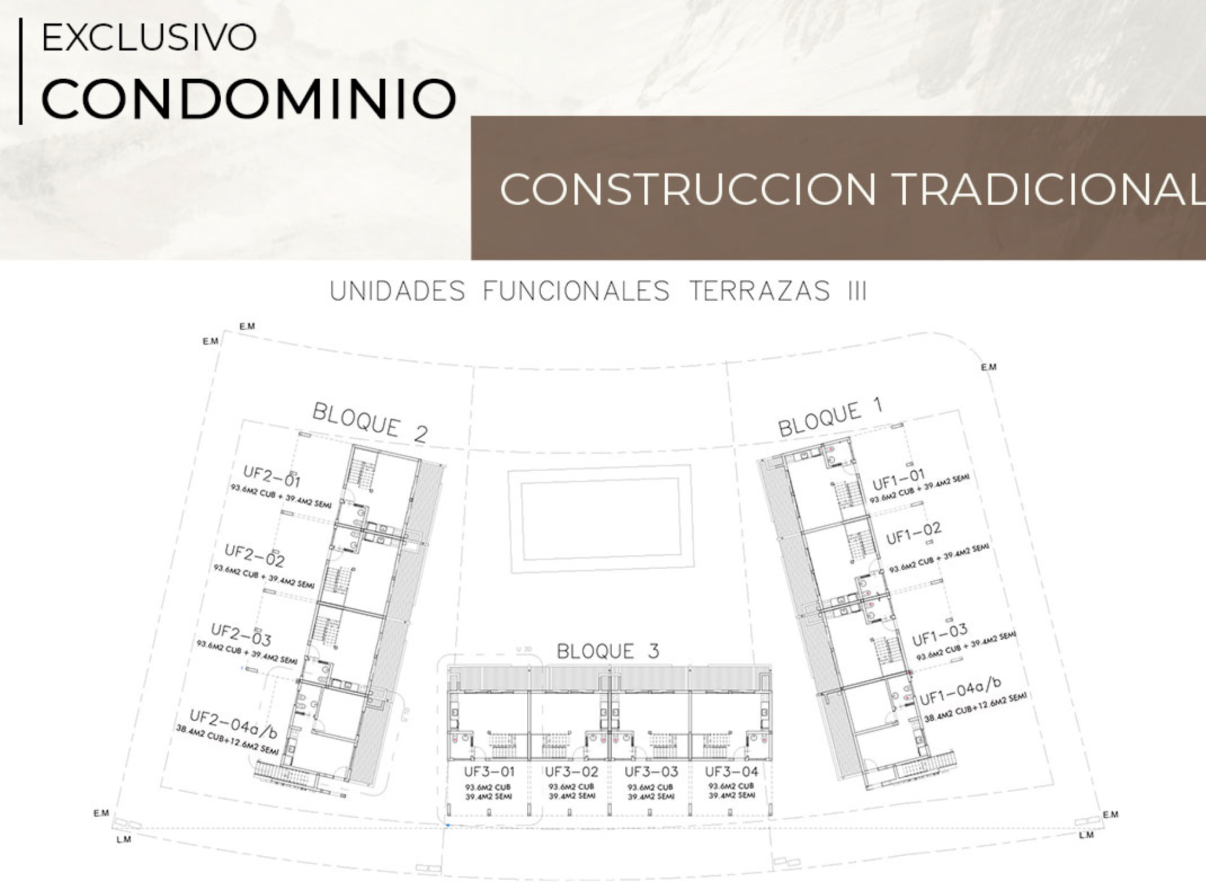 EXCLUSIVO
CONDOMINIO
CONSTRUCCION TRADICIONAL
UNIDADES FUNCIONALES TERRAZAS III
E.M
E.M
E.M
BLOQUE 2
BLOQUE 1
UF2-01
93.6M2 CUB + 39.4M2 SEMI
UF2-02
93.6M2 CUB + 39.4M2 SEMI
UF2-03
93.6M2 CUB + 39.4M2 SEMI
UF2-04a/b
38.4M2 CUB+12.6M2 SEMI
UF1-01
93.6M2 CUB + 39.4M2 SEMI
UF1-02
93.6M2 CUB + 39.4M2 SEMI
UF1-03
93.6M2 CUB + 39.4M2 SEMI
UF1-04a/b
38.4M2 CUB+12.6M2 SEMI
BLOQUE 3
UF3-01
93.6M2 CUB
39.4M2 SEMI
UF3-02
93.6M2 CUB
39.4M2 SEMI
UF3-03
93.6M2 CUB
39.4M2 SEMI
UF3-04
93.6M2 CUB
39.4M2 SEMI
E.M
L.M
E.M
L.M